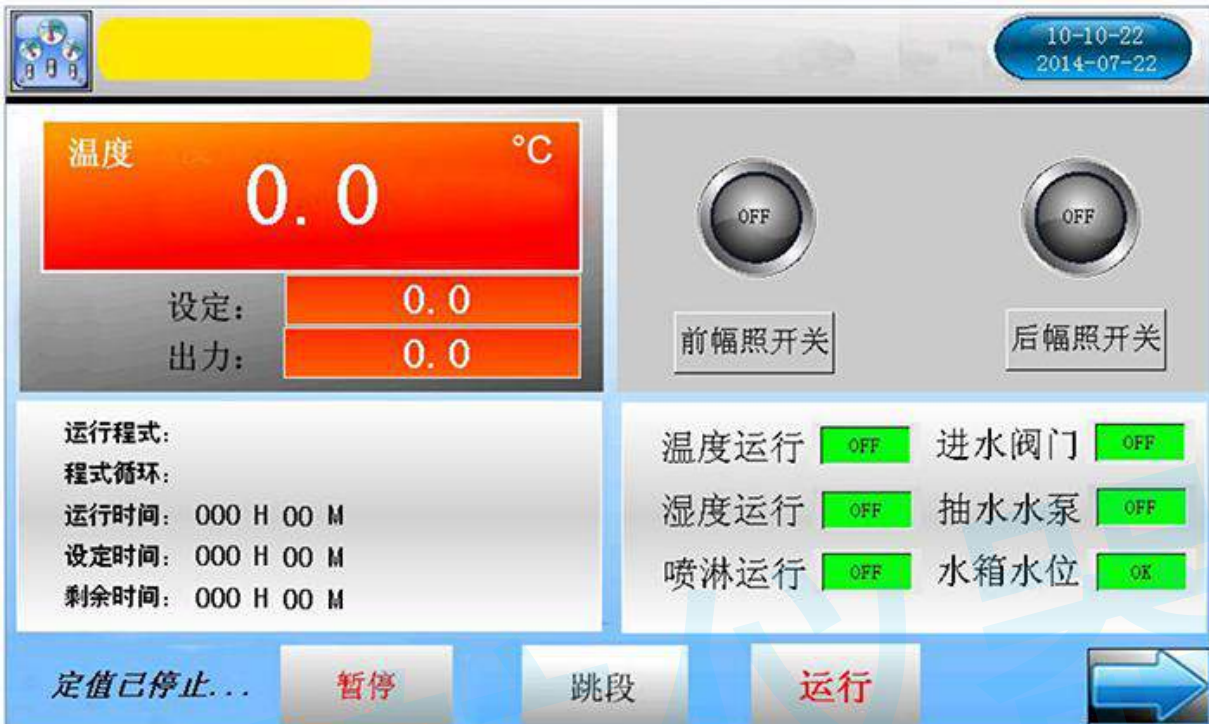 10-10-22
2014-07-22
温度
°C
0.0
设定: 0.0
出力: 0.0
OFF
OFF
前幅照开关
后幅照开关
运行程式:
程式循环:
运行时间: 000 H 00 M
设定时间: 000 H 00 M
剩余时间: 000 H 00 M
温度运行 OFF 进水阀门 OFF
湿度运行 OFF 抽水水泵 OFF
喷淋运行 OFF 水箱水位 OK
定值已停止... 暂停 跳段 运行